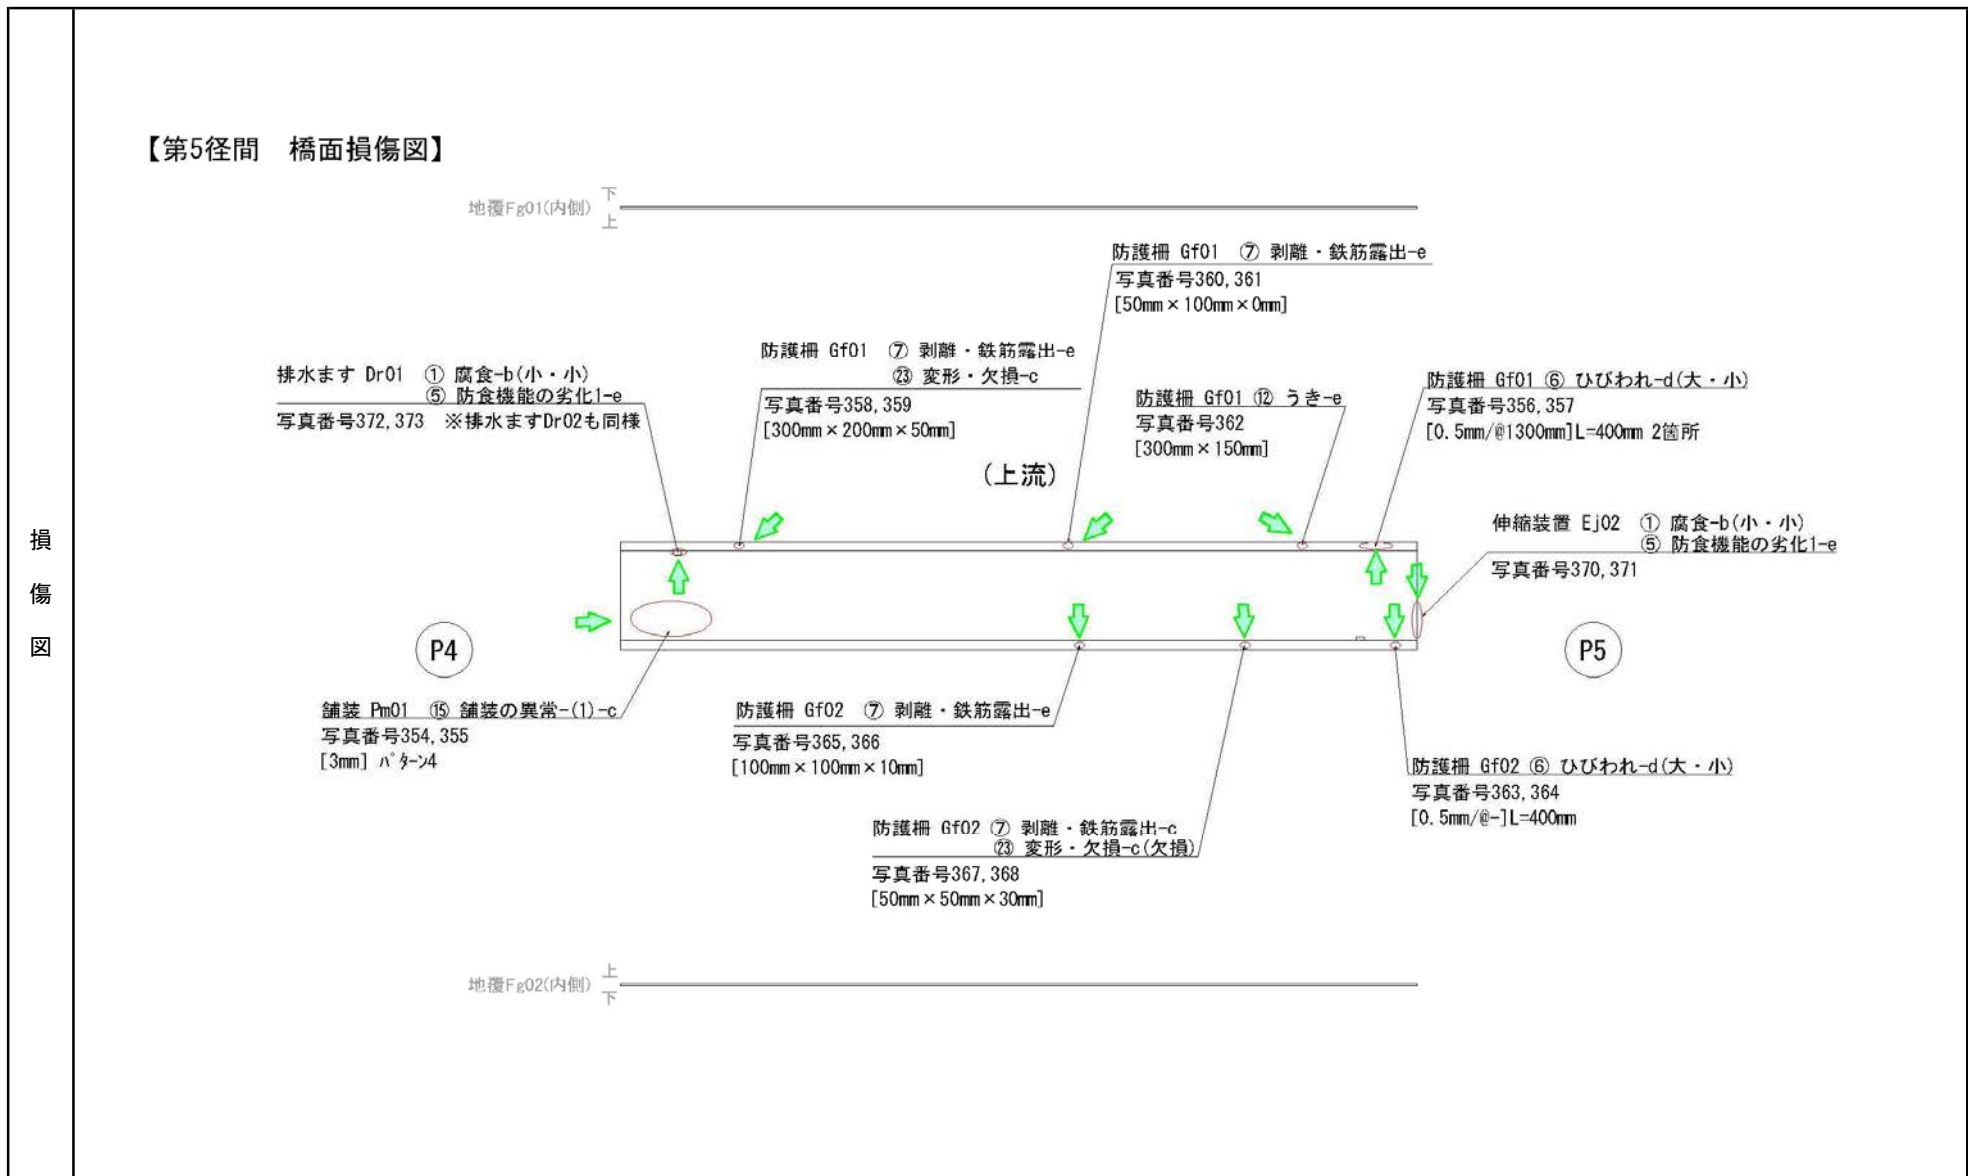 損
傷
図
【第5径間　橋面損傷図】
地覆Fg01(内側)
下
上
防護柵 Gf01　⑦ 剥離・鉄筋露出-e
写真番号360,361
[50mm×100mm×0mm]
防護柵 Gf01　⑦ 剥離・鉄筋露出-e
㉓ 変形・欠損-c
写真番号358,359
[300mm×200mm×50mm]
排水ます Dr01　① 腐食-b(小・小)
⑤ 防食機能の劣化1-e
写真番号372,373　※排水ますDr02も同様
防護柵 Gf01 ⑫ うき-e
写真番号362
[300mm×150mm]
防護柵 Gf01 ⑥ ひびわれ-d(大・小)
写真番号356,357
[0.5mm/@1300mm]L=400mm 2箇所
(上流)
伸縮装置 Ej02　① 腐食-b(小・小)
⑤ 防食機能の劣化1-e
写真番号370,371
P4
P5
舗装 Pm01　⑮ 舗装の異常-(1)-c
写真番号354,355
[3mm] ﾊﾟﾀｰﾝ4
防護柵 Gf02　⑦ 剥離・鉄筋露出-e
写真番号365,366
[100mm×100mm×10mm]
防護柵 Gf02 ⑥ ひびわれ-d(大・小)
写真番号363,364
[0.5mm/@-]L=400mm
防護柵 Gf02 ⑦ 剥離・鉄筋露出-c
㉓ 変形・欠損-c(欠損)
写真番号367,368
[50mm×50mm×30mm]
地覆Fg02(内側)
上
下